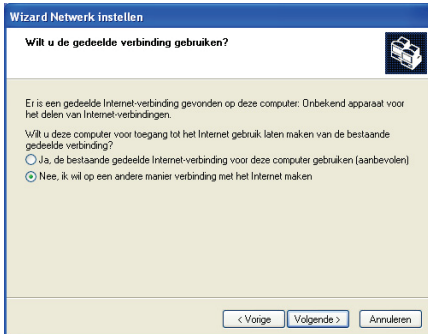 Wizard Netwerk instellen
Wilt u de gedeelde verbinding gebruiken?
Er is een gedeelde Internet-verbinding gevonden op deze computer: Onbekend apparaat voor
het delen van Internet-verbindingen.
Wilt u deze computer voor toegang tot het Internet gebruik laten maken van de bestaande
gedeelde verbinding?
Ja, de bestaande gedeelde Internet-verbinding voor deze computer gebruiken (aanbevolen)
Nee, ik wil op een andere manier verbinding met het Internet maken
< Vorige Volgende > Annuleren